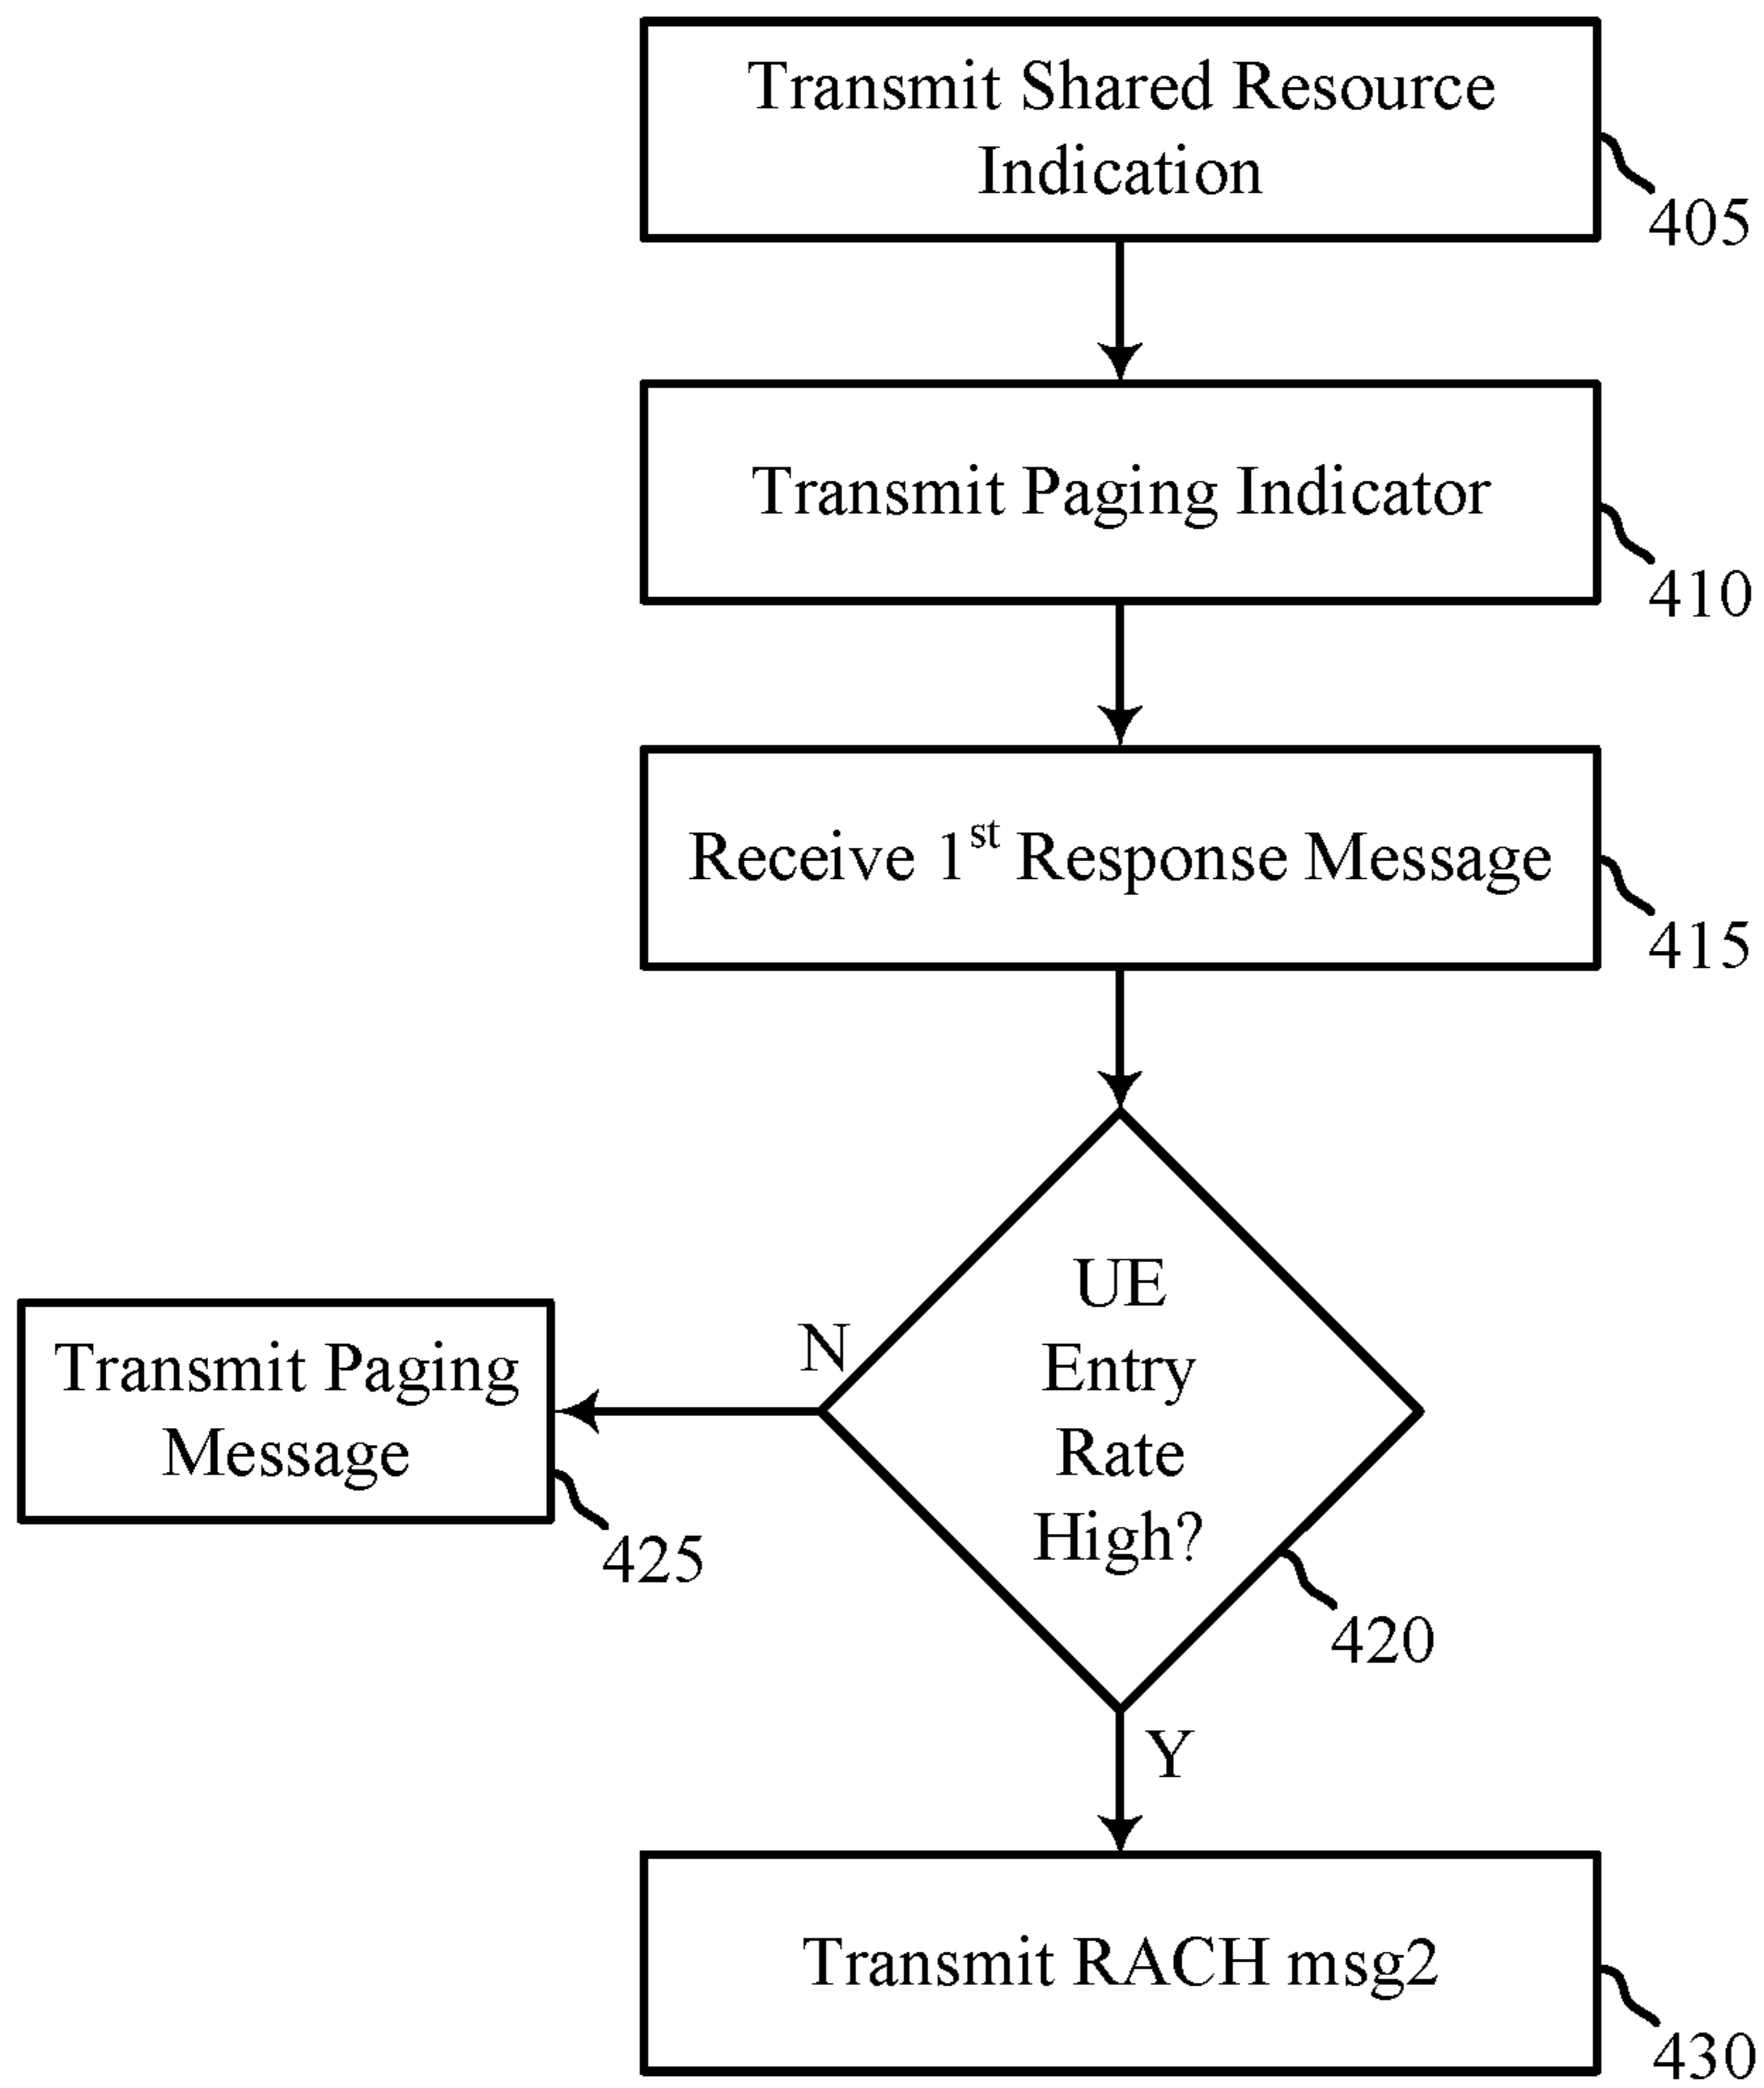 Transmit Shared Resource
Indication
405
Transmit Paging Indicator
410
Receive 1st Response Message
415
UE
Entry
Rate
High?
420
N
Transmit Paging
Message
425
Y
Transmit RACH msg2
430